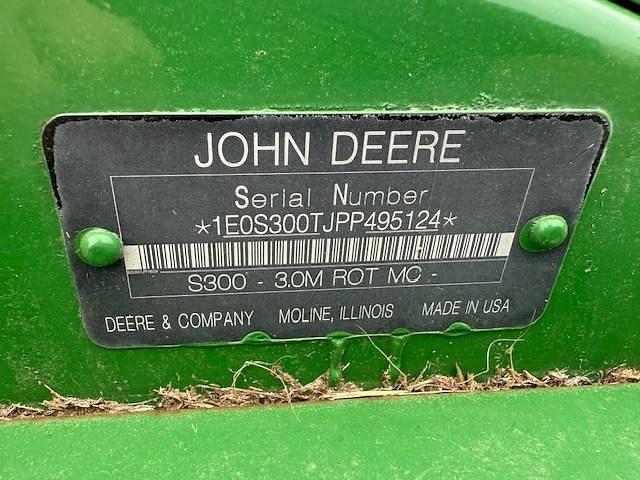 JOHN DEERE
Serial Number
*1E0S300TJPP495124*
S300 - 3.0M ROT MC -
DEERE & COMPANY MOLINE, ILLINOIS MADE IN USA